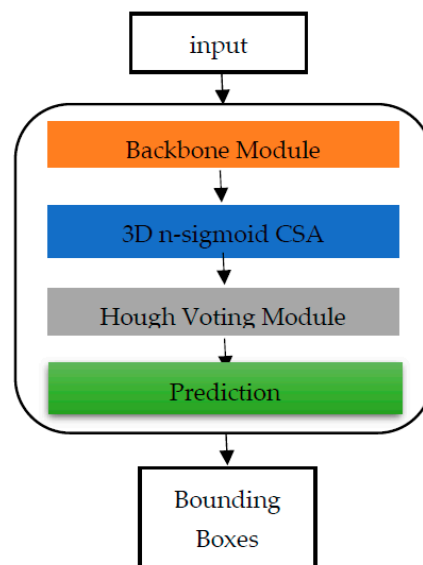 input
Backbone Module
3D n-sigmoid CSA
Hough Voting Module
Prediction
Bounding
Boxes